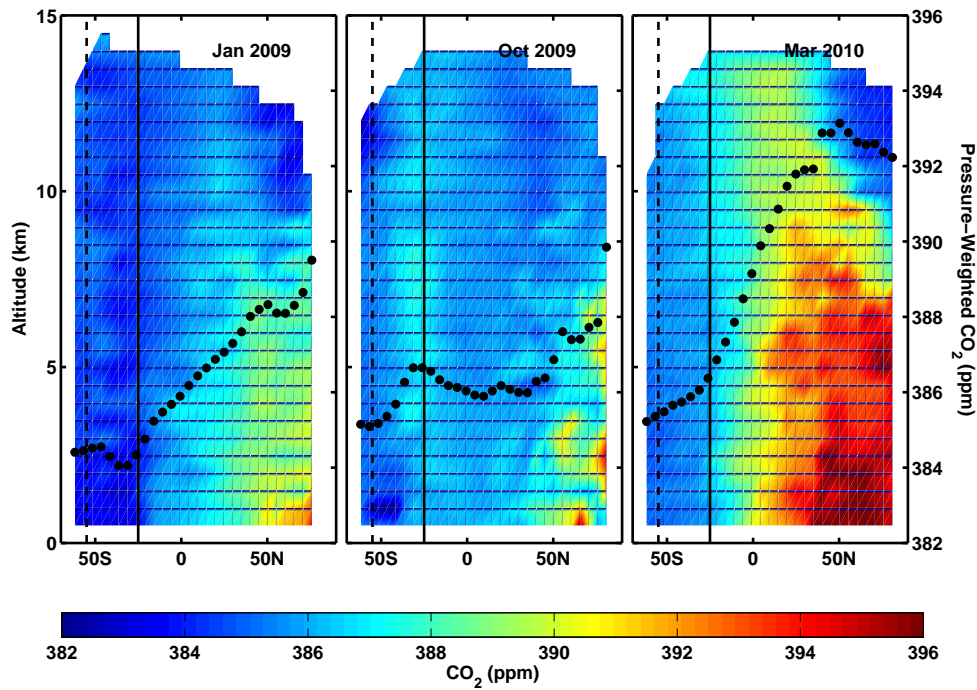 Jan 2009
Oct 2009
Mar 2010
15
10
5
0
Altitude (km)
396
394
392
390
388
386
384
382
Pressure–Weighted CO2 (ppm)
50S 0 50N
50S 0 50N
50S 0 50N
382 384 386 388 390 392 394 396
CO2 (ppm)